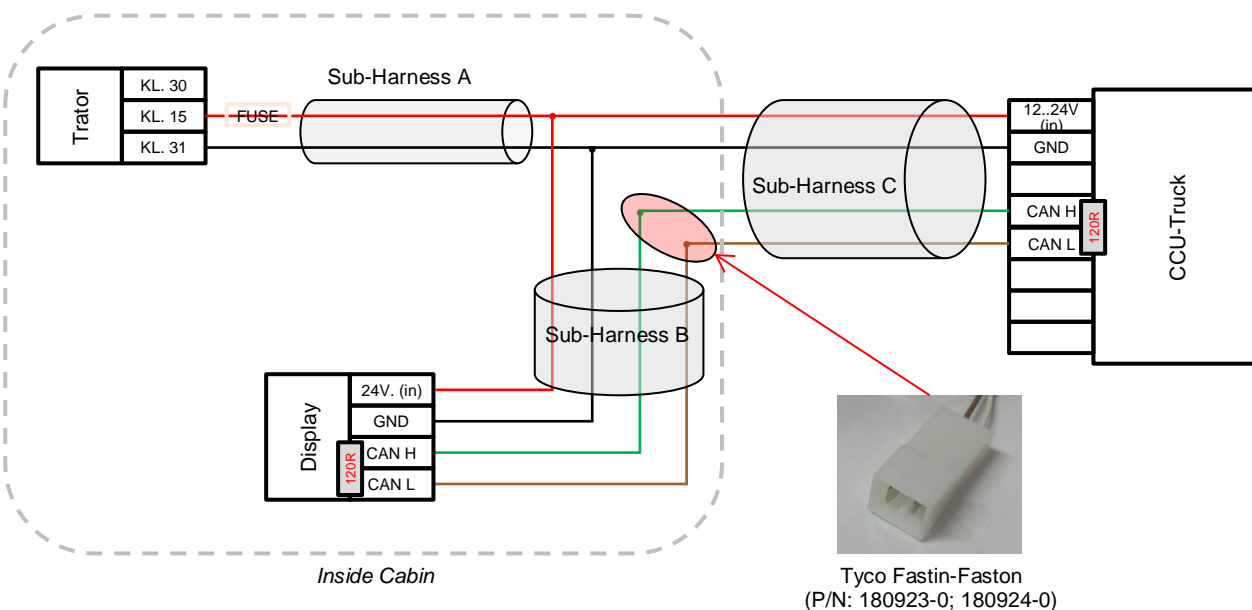 Sub-Harness A
Trator
KL. 30
KL. 15
KL. 31
FUSE
12..24V
(in)
GND
CAN H
CAN L
120R
CCU-Truck
Sub-Harness C
Sub-Harness B
Display
24V. (in)
GND
CAN H
CAN L
120R
Inside Cabin
Tyco Fastin-Faston
(P/N: 180923-0; 180924-0)